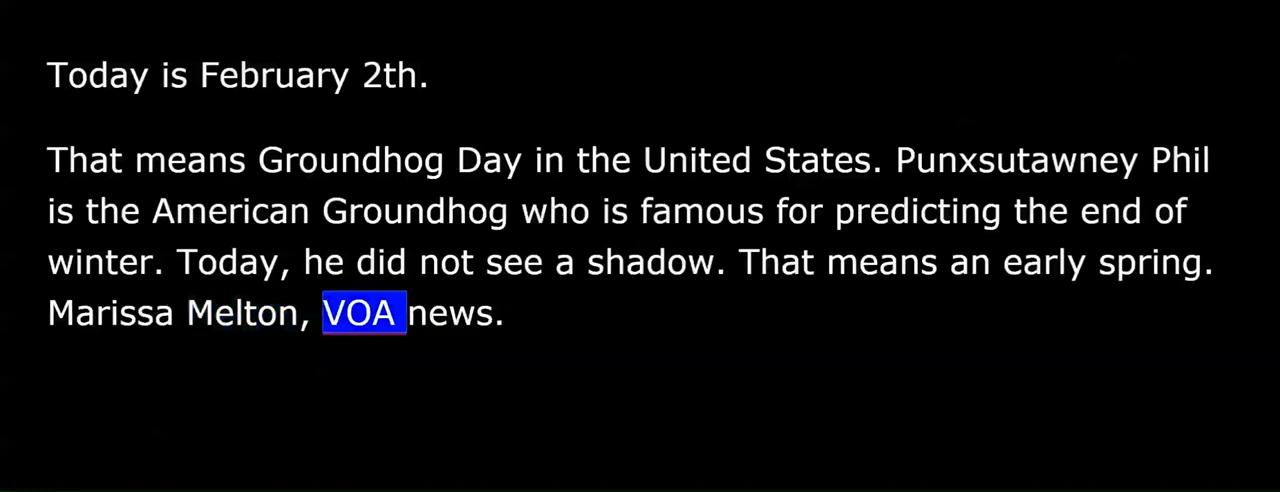 Today is February 2th.
That means Groundhog Day in the United States. Punxsutawney Phil
is the American Groundhog who is famous for predicting the end of
winter. Today, he did not see a shadow. That means an early spring.
Marissa Melton, VOA news.